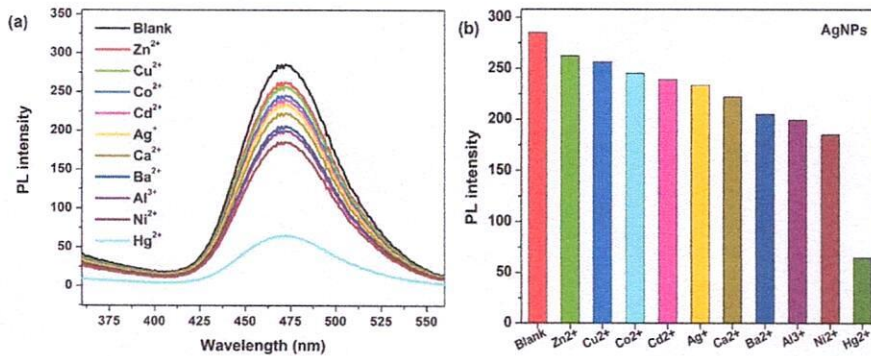 (a)
350
300
250
200
150
100
50
0
PL intensity
Blank
Zn²⁺
Cu²⁺
Co²⁺
Cd²⁺
Ag⁺
Ca²⁺
Ba²⁺
Al³⁺
Ni²⁺
Hg²⁺
375 400 425 450 475 500 525 550
Wavelength (nm)
(b)
AgNPs
300
250
200
150
100
50
0
PL intensity
Blank Zn2+ Cu2+ Co2+ Cd2+ Ag+ Ca2+ Ba2+ Al3+ Ni2+ Hg2+